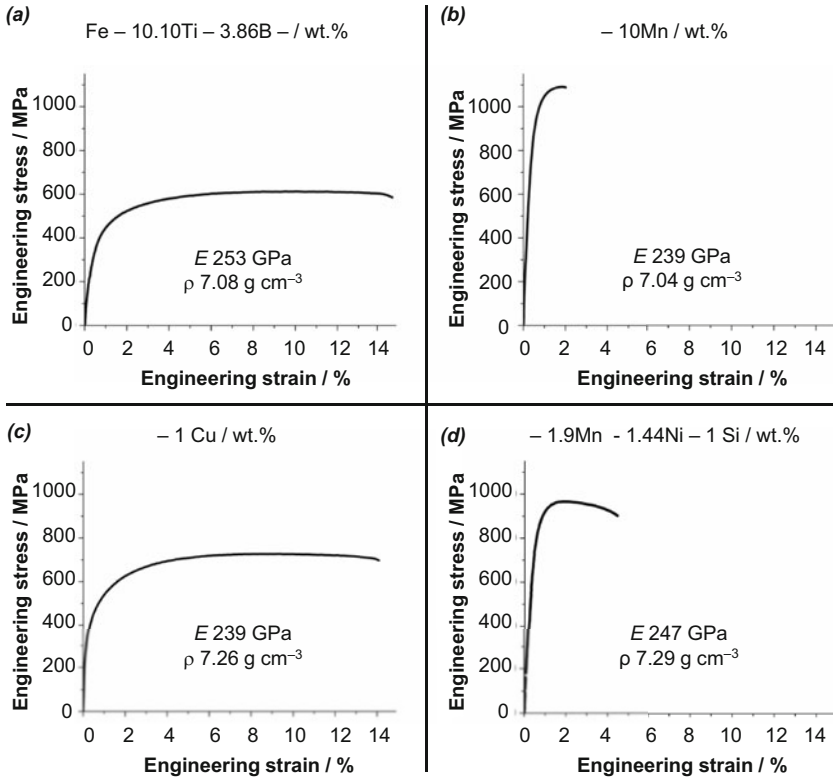 (a)
Fe – 10.10Ti – 3.86B – / wt.%
Engineering stress / MPa
1000
800
600
400
200
0
E 253 GPa
ρ 7.08 g cm⁻³
0 2 4 6 8 10 12 14
Engineering strain / %
(b)
– 10Mn / wt.%
Engineering stress / MPa
1000
800
600
400
200
0
E 239 GPa
ρ 7.04 g cm⁻³
0 2 4 6 8 10 12 14
Engineering strain / %
(c)
– 1 Cu / wt.%
Engineering stress / MPa
1000
800
600
400
200
0
E 239 GPa
ρ 7.26 g cm⁻³
0 2 4 6 8 10 12 14
Engineering strain / %
(d)
– 1.9Mn - 1.44Ni – 1 Si / wt.%
Engineering stress / MPa
1000
800
600
400
200
0
E 247 GPa
ρ 7.29 g cm⁻³
0 2 4 6 8 10 12 14
Engineering strain / %